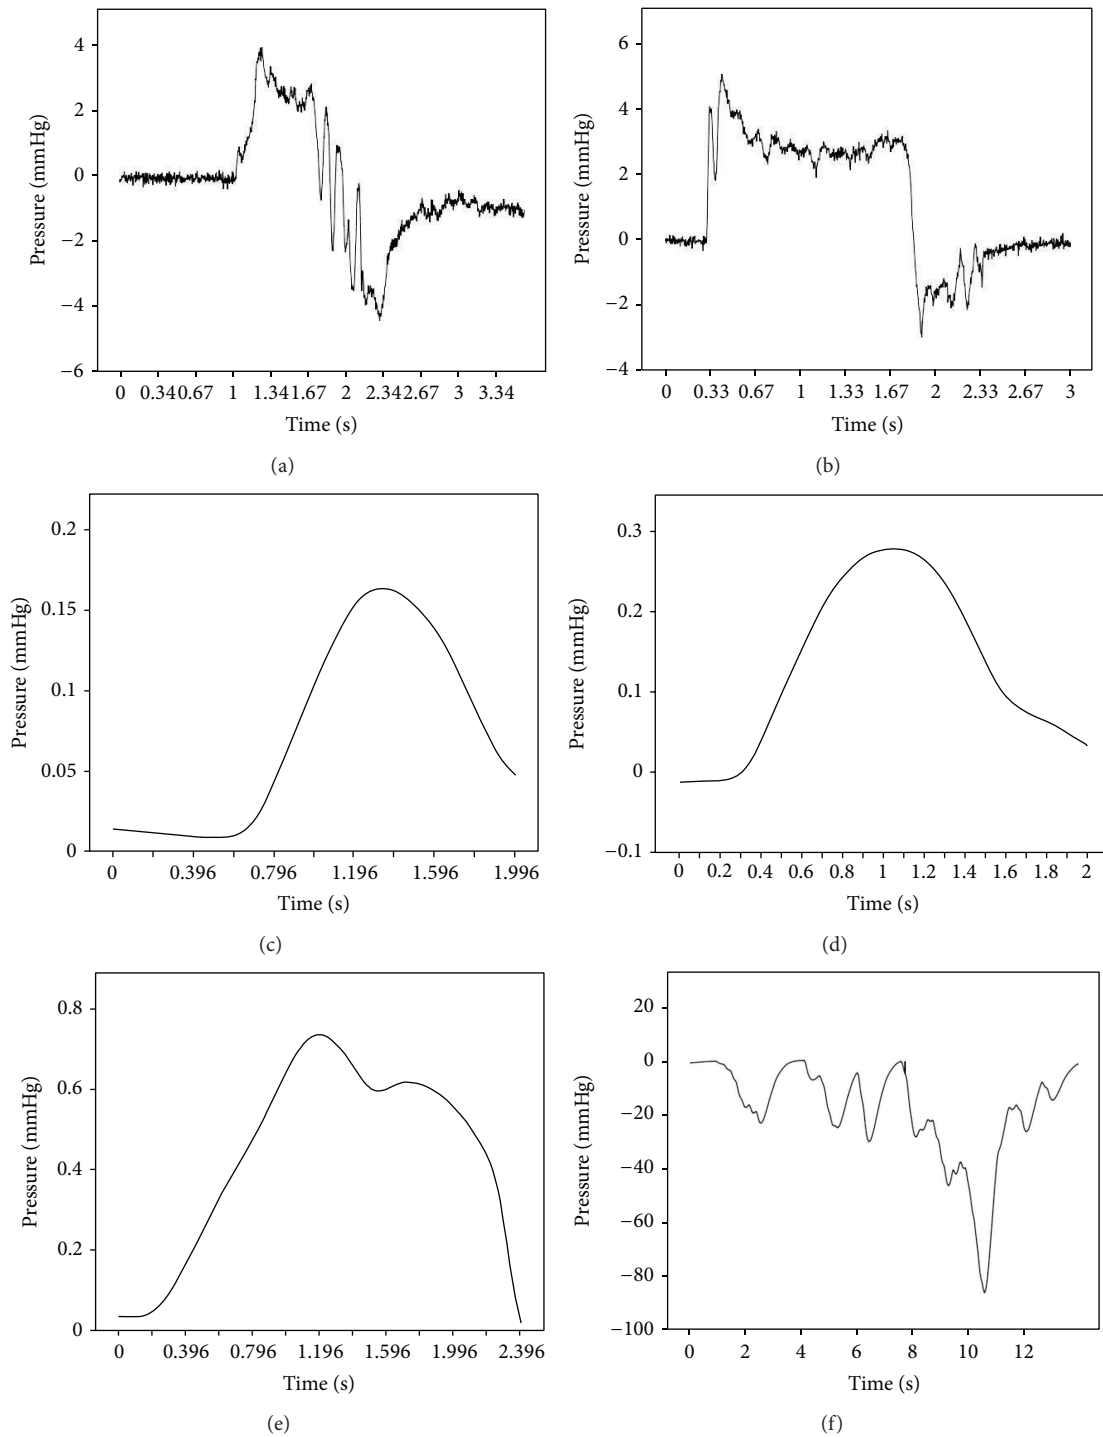 4
2
0
−2
−4
−6
Pressure (mmHg)
0 0.34 0.67 1 1.34 1.67 2 2.34 2.67 3 3.34
Time (s)
(a)
6
4
2
0
−2
−4
Pressure (mmHg)
0 0.33 0.67 1 1.33 1.67 2 2.33 2.67 3
Time (s)
(b)
0.2
0.15
0.1
0.05
0
Pressure (mmHg)
0 0.396 0.796 1.196 1.596 1.996
Time (s)
(c)
0.3
0.2
0.1
0
−0.1
Pressure (mmHg)
0 0.2 0.4 0.6 0.8 1 1.2 1.4 1.6 1.8 2
Time (s)
(d)
0.8
0.6
0.4
0.2
0
Pressure (mmHg)
0 0.396 0.796 1.196 1.596 1.996 2.396
Time (s)
(e)
20
0
−20
−40
−60
−80
−100
Pressure (mmHg)
0 2 4 6 8 10 12
Time (s)
(f)